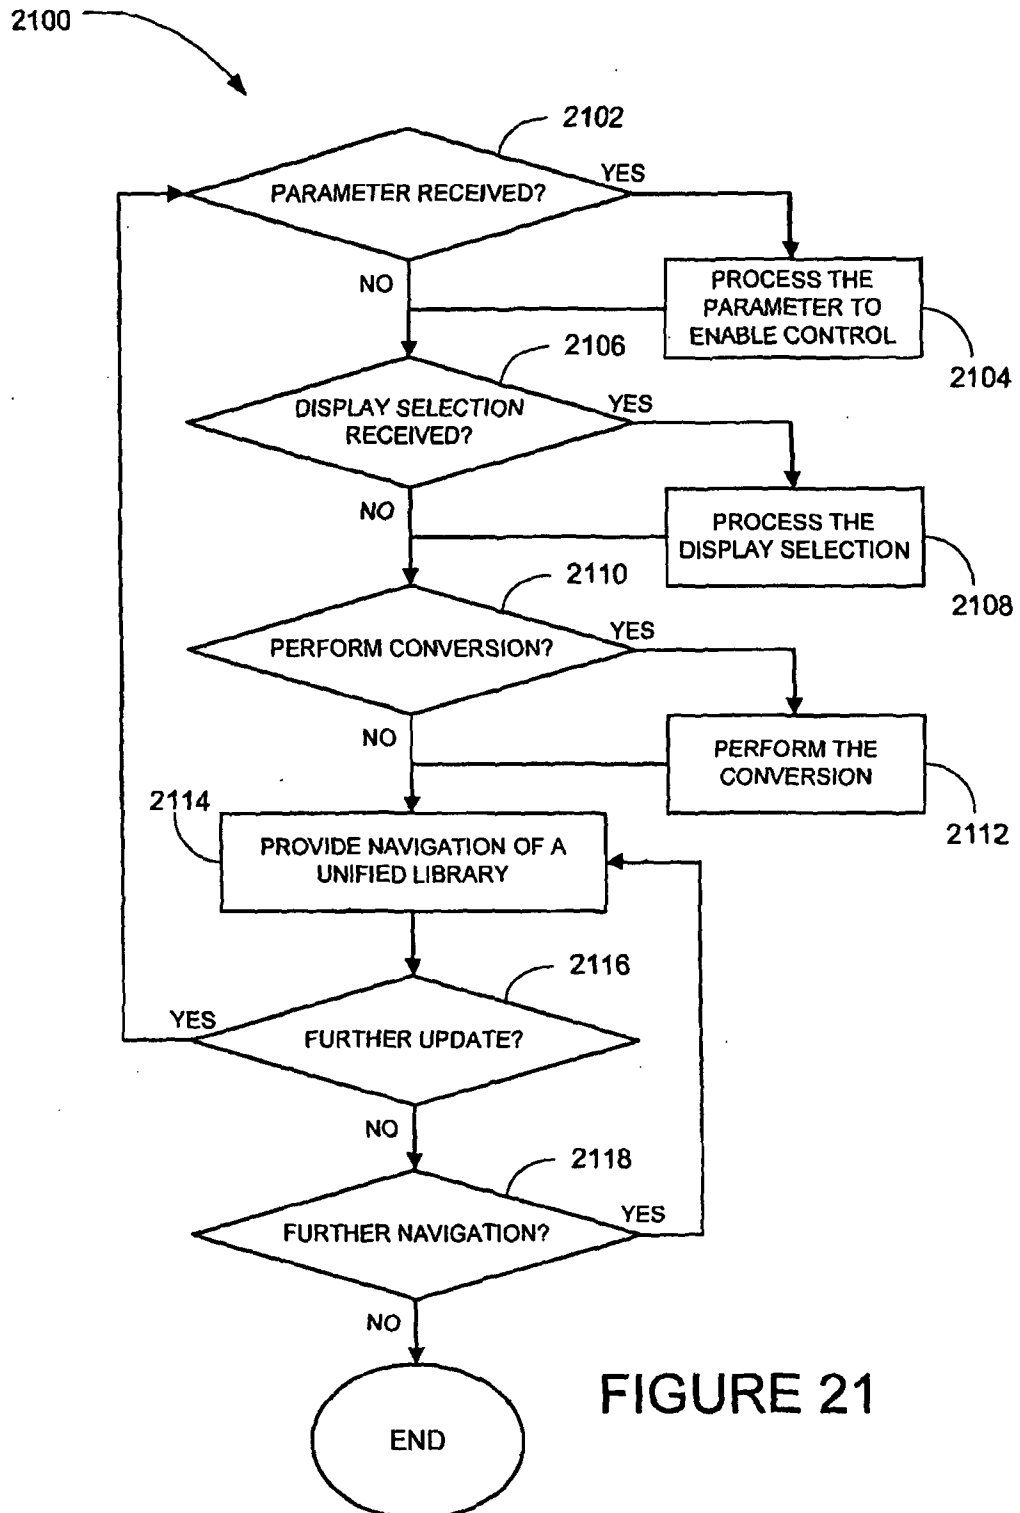 2100
2102
PARAMETER RECEIVED?
YES
NO
PROCESS THE
PARAMETER TO
ENABLE CONTROL
2104
2106
DISPLAY SELECTION
RECEIVED?
YES
NO
PROCESS THE
DISPLAY SELECTION
2108
2110
PERFORM CONVERSION?
YES
NO
PERFORM THE
CONVERSION
2112
2114
PROVIDE NAVIGATION OF A
UNIFIED LIBRARY
2116
YES
FURTHER UPDATE?
NO
2118
FURTHER NAVIGATION?
YES
NO
END
FIGURE 21